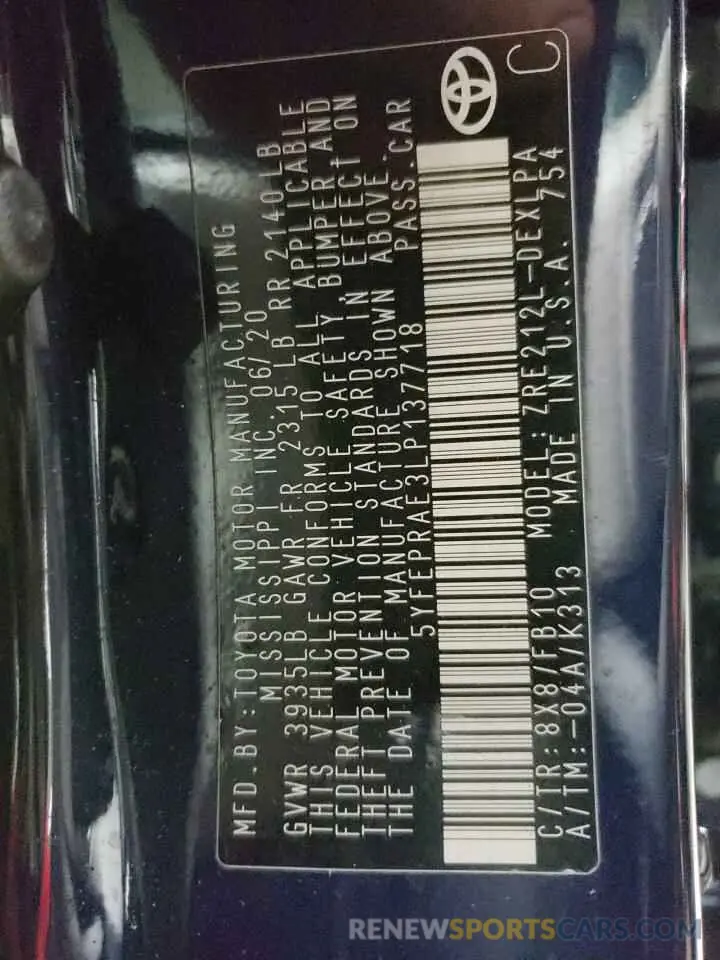 MFD.BY:TOYOTA MOTOR MANUFACTURING
MISSISSIPPI INC. 06/20
GVWR 3935LB GAWR FR 2315 LB RR 2140 LB
THIS VEHICLE CONFORMS TO ALL APPLICABLE
FEDERAL MOTOR VEHICLE SAFETY, BUMPER, AND
THEFT PREVENTION STANDARDS IN EFFECT ON
THE DATE OF MANUFACTURE SHOWN ABOVE.
5YFEPRAE3LP137718 PASS.CAR
C/TR:8X8/FB10 MODEL:ZRE212L-DEXLPA
A/TM:-04A/K313 MADE IN U.S.A. 754
C
RENEWSPORTSCARS.COM